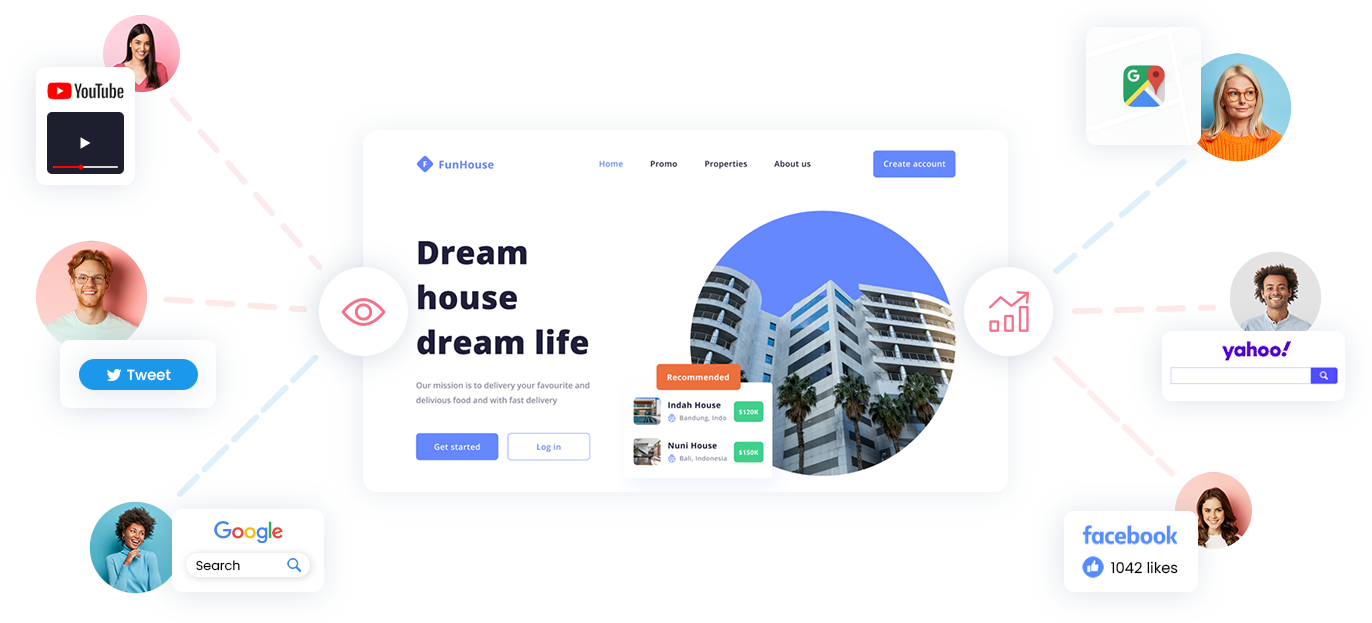 YouTube
G
F FunHouse
Home Promo Properties About us
Create account
Dream
house
dream life
Our mission is to delivery your favourite and
delivious food and with fast delivery
Get started Log in
Recommended
Indah House
Bandung, Indo
$120K
Nuni House
Bali, Indonesia
$150K
Tweet
yahoo!
Google
Search
facebook
1042 likes